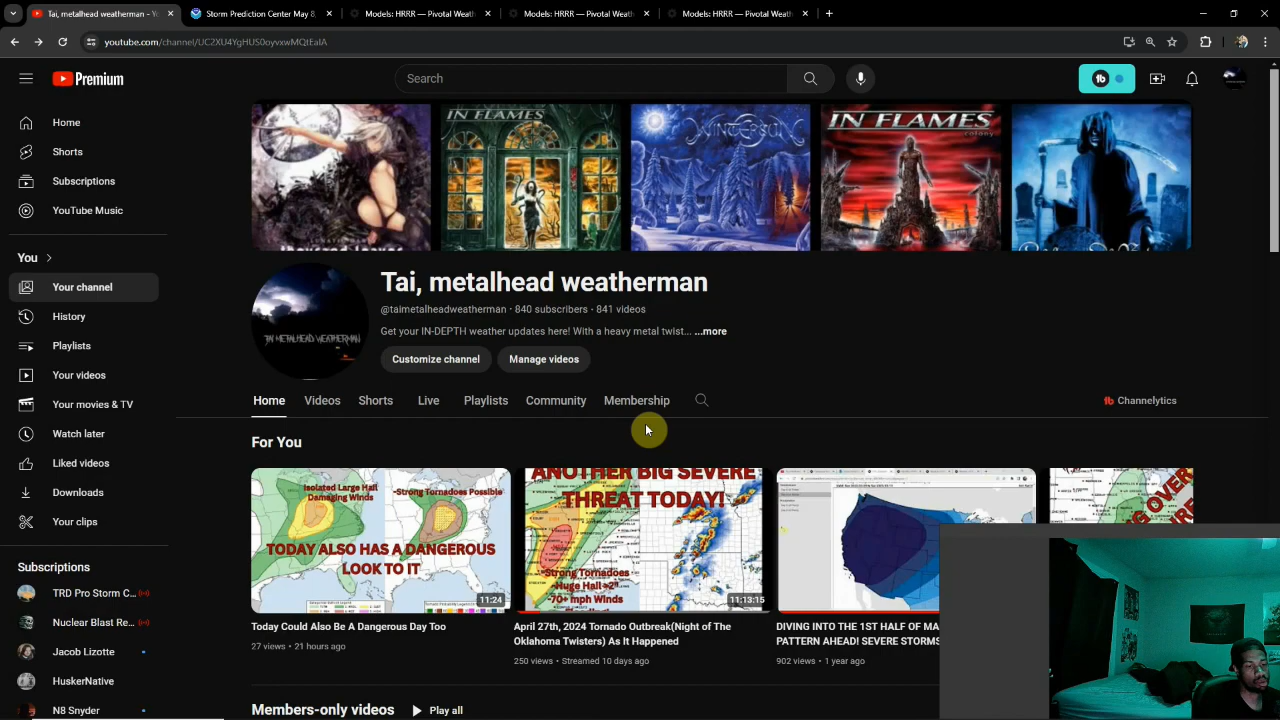 Tai, metalhead weatherman - Yo
Storm Prediction Center May 8,
Models: HRRR — Pivotal Weath
Models: HRRR — Pivotal Weath
Models: HRRR — Pivotal Weath
youtube.com/channel/UC2XU4YgHUS0oyvxwMQtEaIA
Premium
Search
Home
Shorts
Subscriptions
YouTube Music
You
Your channel
History
Playlists
Your videos
Your movies & TV
Watch later
Liked videos
Downloads
Your clips
Subscriptions
TRD Pro Storm C...
Nuclear Blast Re...
Jacob Lizotte
HuskerNative
N8 Snyder
IN FLAMES
WINTERSUN
IN FLAMES
colony
thousand leaves
TAI METALHEAD WEATHERMAN
Tai, metalhead weatherman
@taimetalheadweatherman · 840 subscribers · 841 videos
Get your IN-DEPTH weather updates here! With a heavy metal twist... ...more
Customize channel
Manage videos
Home
Videos
Shorts
Live
Playlists
Community
Membership
Channelytics
For You
Isolated Large Hail
Damaging Winds
-Strong Tornadoes Possible
TODAY ALSO HAS A DANGEROUS
LOOK TO IT
11:24
Today Could Also Be A Dangerous Day Too
27 views · 21 hours ago
ANOTHER BIG SEVERE
THREAT TODAY!
-Strong Tornadoes
-Huge Hail >2"
-70+ mph Winds
11:13:15
April 27th, 2024 Tornado Outbreak(Night of The
Oklahoma Twisters) As It Happened
250 views · Streamed 10 days ago
DIVING INTO THE 1ST HALF OF MA
PATTERN AHEAD! SEVERE STORMS
902 views · 1 year ago
Members-only videos
Play all